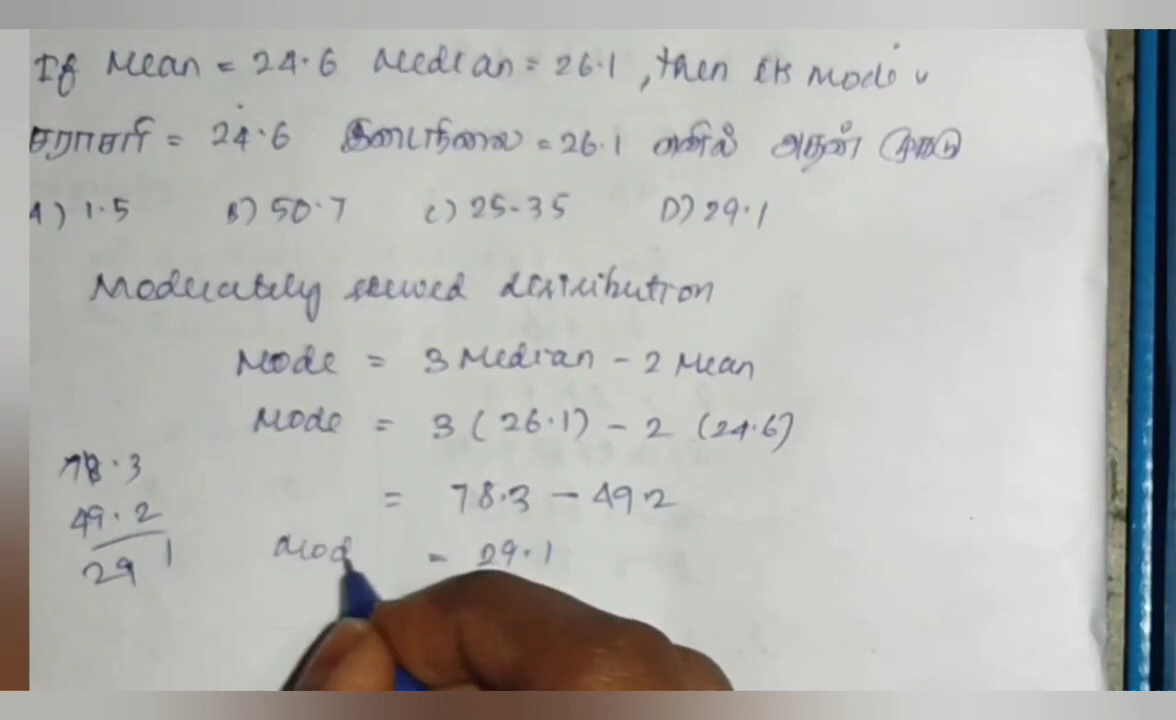 If Mean = 24.6 Median = 26.1 , then its mode
சராசரி = 24.6 இடைநிலை = 26.1 எனில் அதன் முகடு
A) 1.5 B) 50.7 C) 25.35 D) 29.1
Moderately skewed distribution
Mode = 3 Median - 2 Mean
Mode = 3 (26.1) - 2 (24.6)
78.3
= 78.3 - 49.2
49.2
Mod = 29.1
29 1